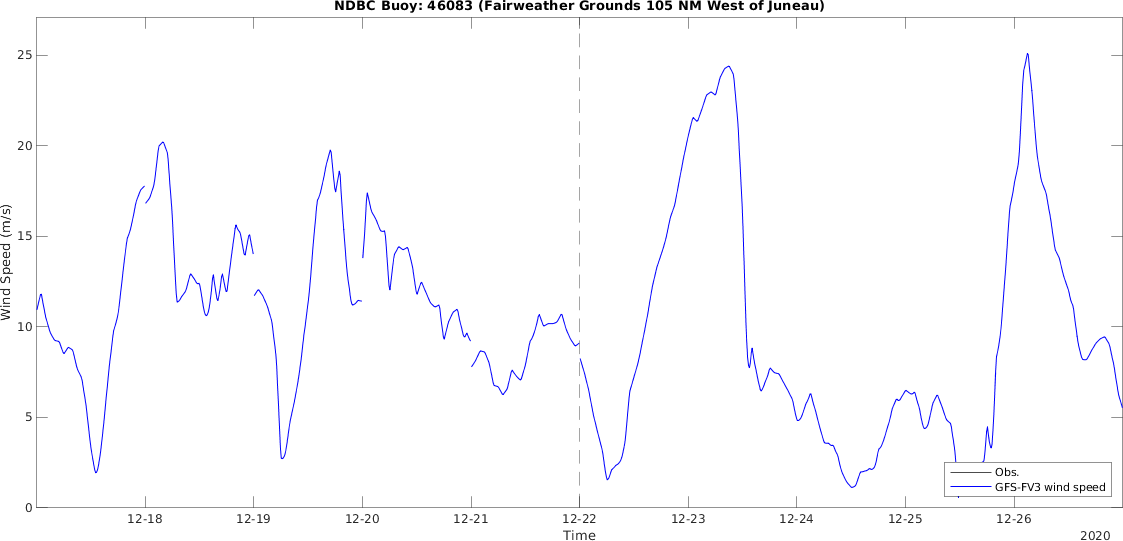 NDBC Buoy: 46083 (Fairweather Grounds 105 NM West of Juneau)
25
20
15
10
5
0
Wind Speed (m/s)
Obs.
GFS-FV3 wind speed
12-18 12-19 12-20 12-21 12-22 12-23 12-24 12-25 12-26
Time
2020